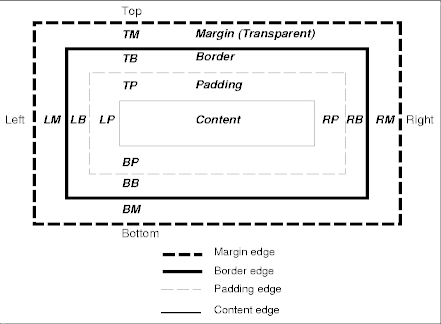 Top
TM Margin (Transparent)
TB Border
TP Padding
Left LM LB LP Content RP RB RM Right
BP
BB
BM
Bottom
Margin edge
Border edge
Padding edge
Content edge